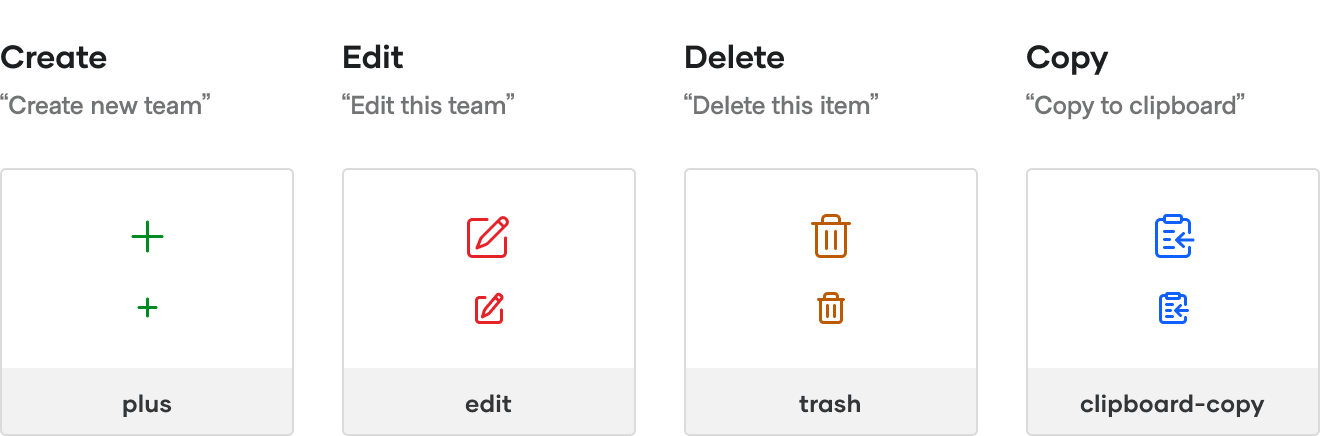 Create
“Create new team”
plus
Edit
“Edit this team”
edit
Delete
“Delete this item”
trash
Copy
“Copy to clipboard”
clipboard-copy